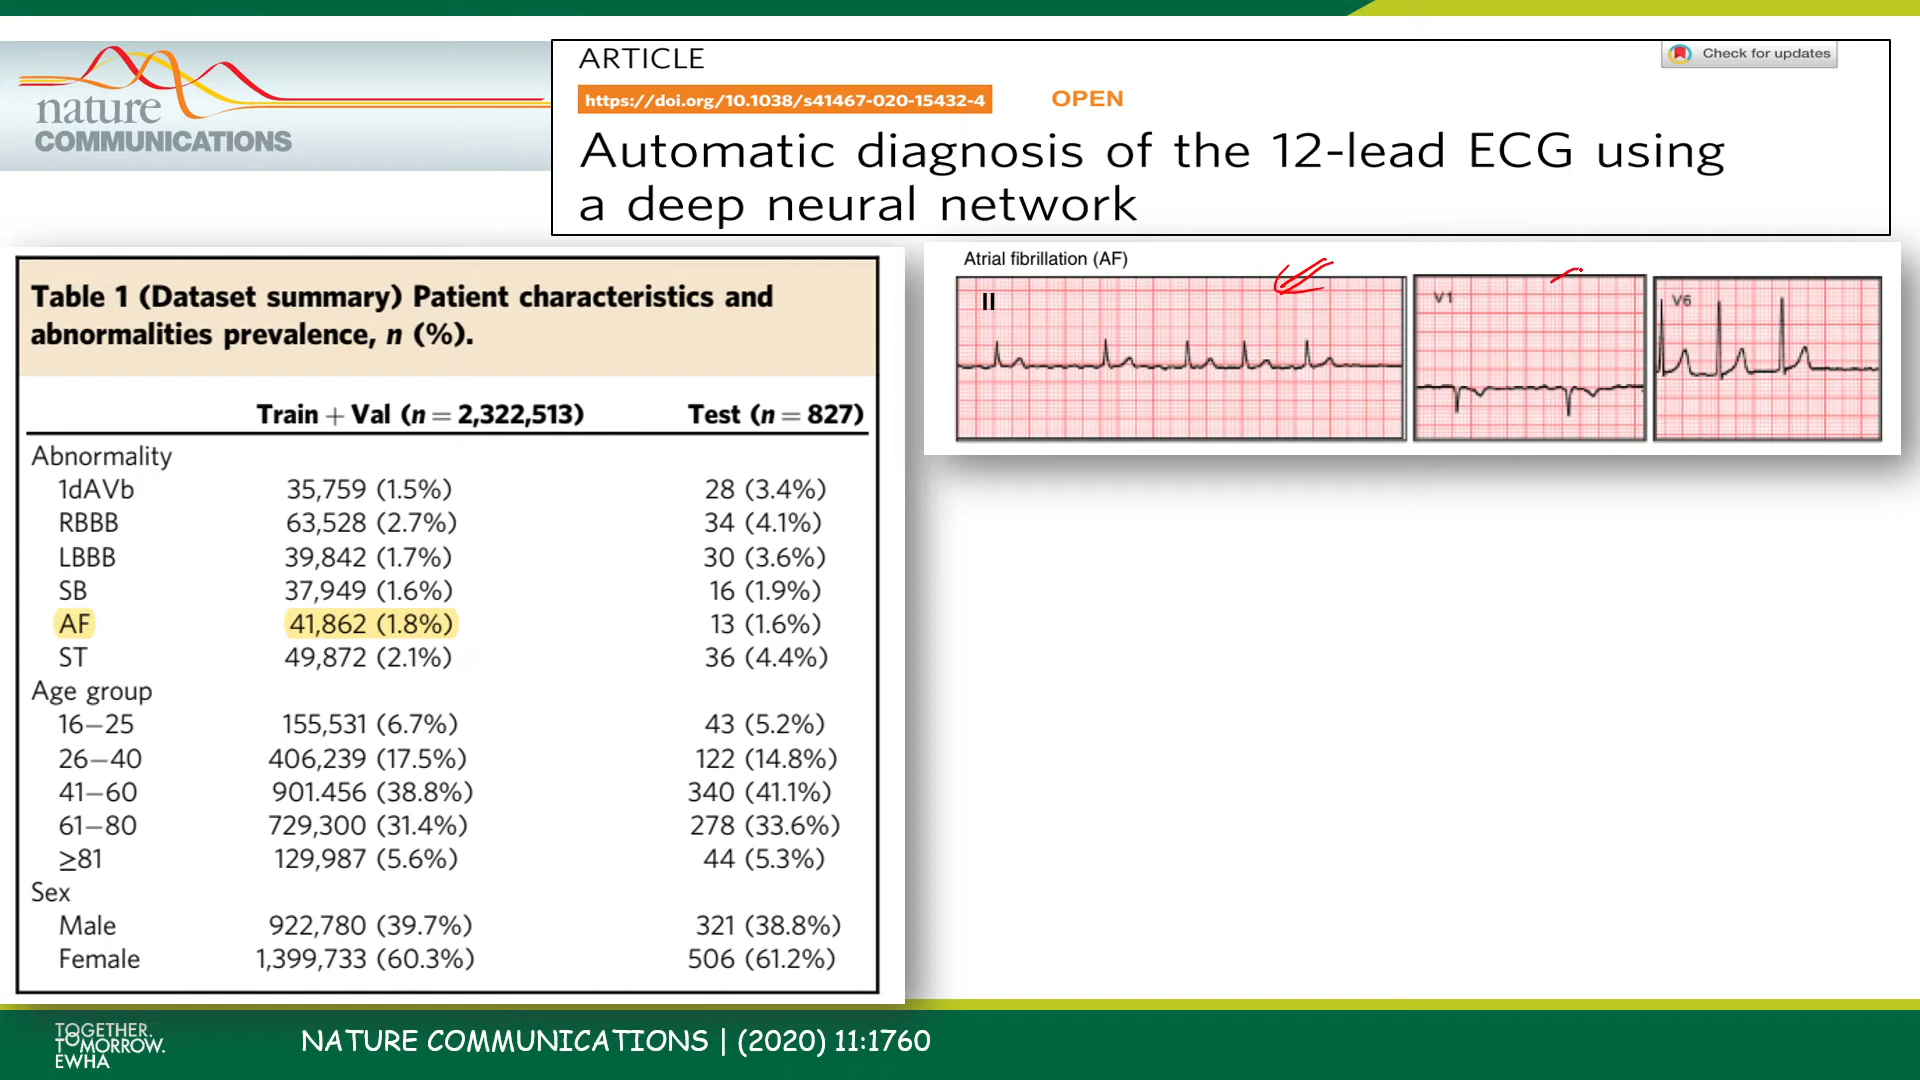 nature
COMMUNICATIONS
ARTICLE
Check for updates
https://doi.org/10.1038/s41467-020-15432-4 OPEN
Automatic diagnosis of the 12-lead ECG using
a deep neural network
Table 1 (Dataset summary) Patient characteristics and
abnormalities prevalence, n (%).
Train + Val (n = 2,322,513) Test (n = 827)
Abnormality
1dAVb 35,759 (1.5%) 28 (3.4%)
RBBB 63,528 (2.7%) 34 (4.1%)
LBBB 39,842 (1.7%) 30 (3.6%)
SB 37,949 (1.6%) 16 (1.9%)
AF 41,862 (1.8%) 13 (1.6%)
ST 49,872 (2.1%) 36 (4.4%)
Age group
16–25 155,531 (6.7%) 43 (5.2%)
26–40 406,239 (17.5%) 122 (14.8%)
41–60 901.456 (38.8%) 340 (41.1%)
61–80 729,300 (31.4%) 278 (33.6%)
≥81 129,987 (5.6%) 44 (5.3%)
Sex
Male 922,780 (39.7%) 321 (38.8%)
Female 1,399,733 (60.3%) 506 (61.2%)
Atrial fibrillation (AF)
II V1 V6
TOGETHER.
TOMORROW.
EWHA
NATURE COMMUNICATIONS | (2020) 11:1760